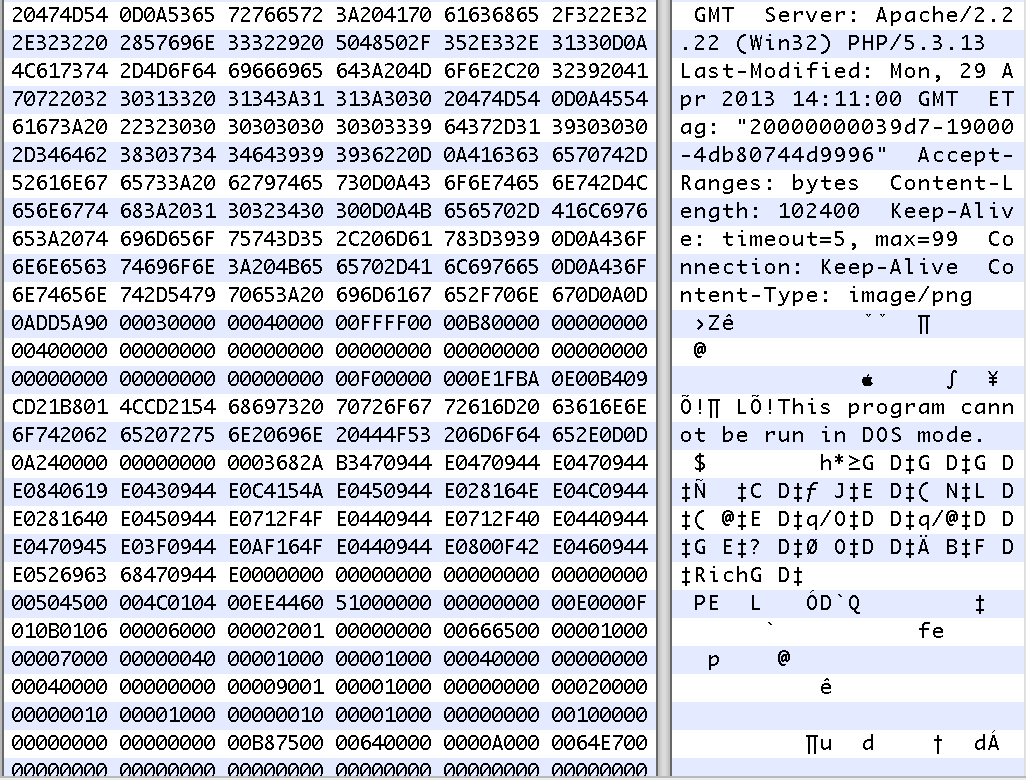 20474D54 0D0A5365 72766572 3A204170 61636865 2F322E32 GMT  Server: Apache/2.2
2E323220 2857696E 33322920 5048502F 352E332E 31330D0A .22 (Win32) PHP/5.3.13
4C617374 2D4D6F64 69666965 643A204D 6F6E2C20 32392041 Last-Modified: Mon, 29 A
70722032 30313320 31343A31 313A3030 20474D54 0D0A4554 pr 2013 14:11:00 GMT  ET
61673A20 22323030 30303030 30303339 64372D31 39303030 ag: "20000000039d7-19000
2D346462 38303734 34643939 3936220D 0A416363 6570742D -4db80744d9996"  Accept-
52616E67 65733A20 62797465 730D0A43 6F6E7465 6E742D4C Ranges: bytes  Content-L
656E6774 683A2031 30323430 300D0A4B 6565702D 416C6976 ength: 102400  Keep-Aliv
653A2074 696D656F 75743D35 2C206D61 783D3939 0D0A436F e: timeout=5, max=99  Co
6E6E6563 74696F6E 3A204B65 65702D41 6C697665 0D0A436F nnection: Keep-Alive  Co
6E74656E 742D5479 70653A20 696D6167 652F706E 670D0A0D ntent-Type: image/png
0ADD5A90 00030000 00040000 00FFFF00 00B80000 00000000 ›Zê ˇˇ ∏
00400000 00000000 00000000 00000000 00000000 00000000 @
00000000 00000000 00000000 00F00000 000E1FBA 0E00B409  ∫ ¥
CD21B801 4CCD2154 68697320 70726F67 72616D20 63616E6E Õ!∏ LÕ!This program cann
6F742062 65207275 6E20696E 20444F53 206D6F64 652E0D0D ot be run in DOS mode.
0A240000 00000000 0003682A B3470944 E0470944 E0470944 $ h*≥G D‡G D‡G D
E0840619 E0430944 E0C4154A E0450944 E028164E E04C0944 ‡Ñ ‡C D‡ƒ J‡E D‡( N‡L D
E0281640 E0450944 E0712F4F E0440944 E0712F40 E0440944 ‡( @‡E D‡q/O‡D D‡q/@‡D D
E0470945 E03F0944 E0AF164F E0440944 E0800F42 E0460944 ‡G E‡? D‡Ø O‡D D‡Ä B‡F D
E0526963 68470944 E0000000 00000000 00000000 00000000 ‡RichG D‡
00504500 004C0104 00EE4460 51000000 00000000 00E0000F PE L ÓD`Q ‡
010B0106 00006000 00002001 00000000 00666500 00001000 ` fe
00007000 00000040 00001000 00001000 00040000 00000000 p @
00040000 00000000 00009001 00001000 00000000 00020000 ê
00000010 00001000 00000010 00001000 00000000 00100000
00000000 00000000 00B87500 00640000 0000A000 0064E700 ∏u d † dÁ
00000000 00000000 00000000 00000000 00000000 00000000